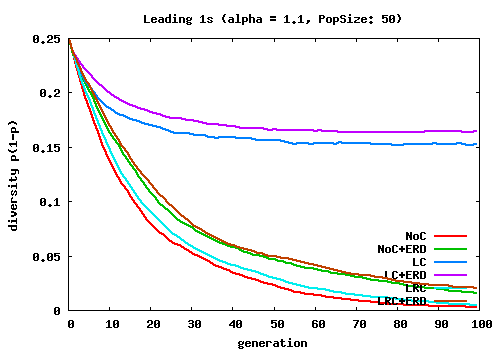 Leading 1s (alpha = 1.1, PopSize: 50)
0.25
0.2
0.15
0.1
0.05
0
diversity p(1-p)
NoC
NoC+ERD
LC
LC+ERD
LRC
LRC+ERD
0 10 20 30 40 50 60 70 80 90 100
generation